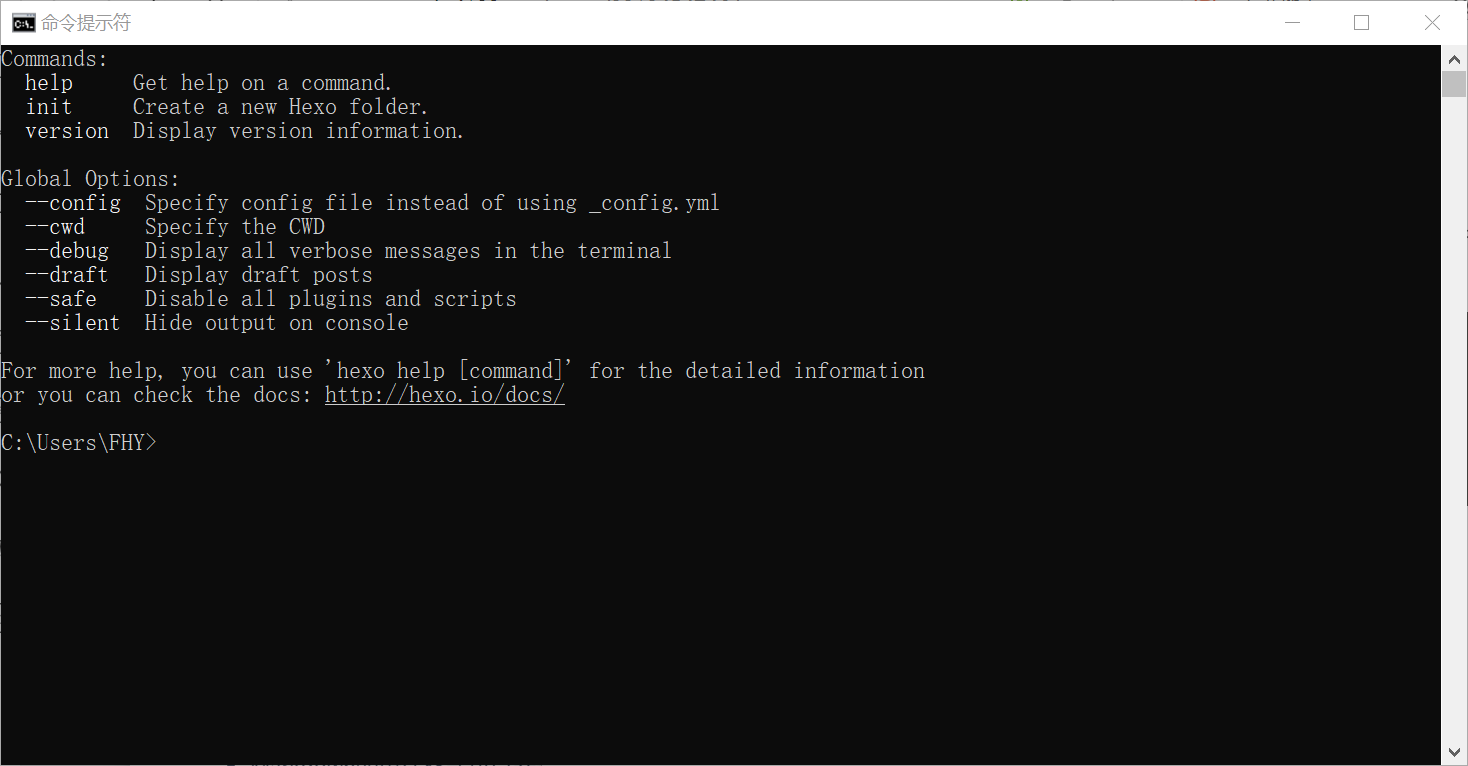 命令提示符
Commands:
  help     Get help on a command.
  init     Create a new Hexo folder.
  version  Display version information.

Global Options:
  --config  Specify config file instead of using _config.yml
  --cwd     Specify the CWD
  --debug   Display all verbose messages in the terminal
  --draft   Display draft posts
  --safe    Disable all plugins and scripts
  --silent  Hide output on console

For more help, you can use 'hexo help [command]' for the detailed information
or you can check the docs: http://hexo.io/docs/

C:\Users\FHY>